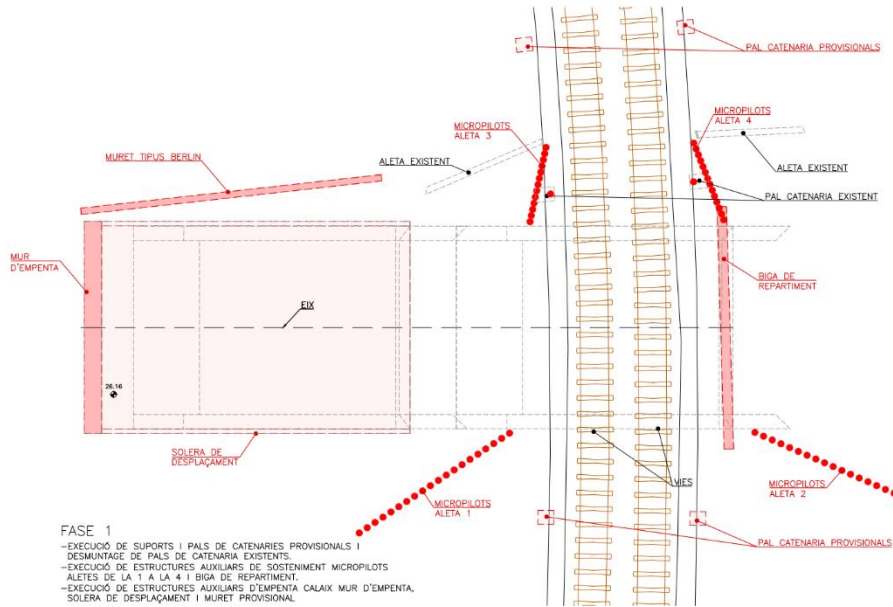 PAL CATENARIA PROVISIONALS
MICROPILOTS
ALETA 3
MICROPILOTS
ALETA 4
MURET TIPUS BERLIN
ALETA EXISTENT
ALETA EXISTENT
PAL CATENARIA EXISTENT
MUR
D'EMPENTA
BIGA DE
REPARTIMENT
EIX
26.16
SOLERA DE
DESPLAÇAMENT
VIES
MICROPILOTS
ALETA 1
MICROPILOTS
ALETA 2
PAL CATENARIA PROVISIONALS
FASE 1
-EXECUCIÓ DE SUPORTS I PALS DE CATENARIES PROVISIONALS I
DESMUNTAGE DE PALS DE CATENARIA EXISTENTS.
-EXECUCIÓ DE ESTRUCTURES AUXILIARS DE SOSTENIMENT MICROPILOTS
ALETES DE LA 1 A LA 4 I BIGA DE REPARTIMENT.
-EXECUCIÓ DE ESTRUCTURES AUXILIARS D'EMPENTA CALAIX MUR D'EMPENTA,
SOLERA DE DESPLAÇAMENT I MURET PROVISIONAL